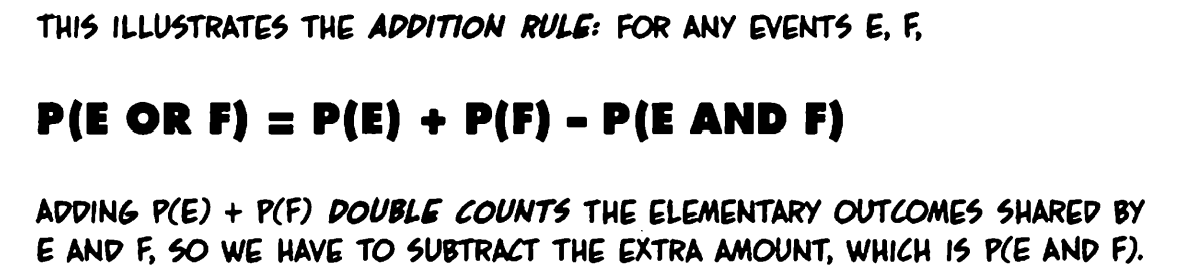 THIS ILLUSTRATES THE ADDITION RULE: FOR ANY EVENTS E, F,
P(E OR F) = P(E) + P(F) - P(E AND F)
ADDING P(E) + P(F) DOUBLE COUNTS THE ELEMENTARY OUTCOMES SHARED BY
E AND F, SO WE HAVE TO SUBTRACT THE EXTRA AMOUNT, WHICH IS P(E AND F).